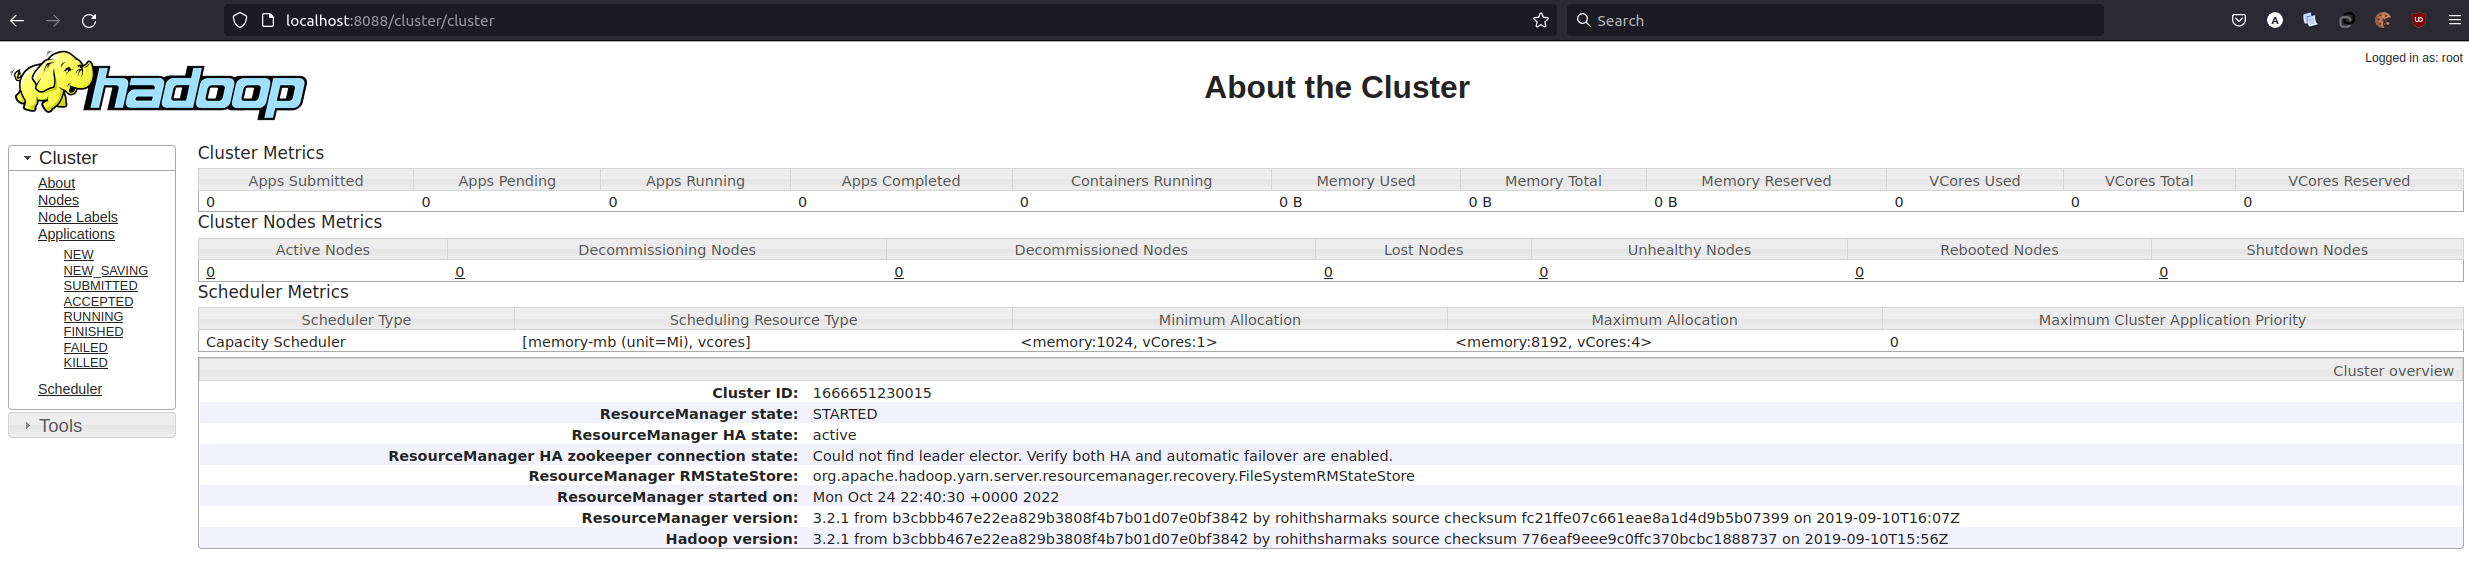 localhost:8088/cluster/cluster
Search
hadoop
About the Cluster
Logged in as: root
Cluster
About
Nodes
Node Labels
Applications
NEW
NEW_SAVING
SUBMITTED
ACCEPTED
RUNNING
FINISHED
FAILED
KILLED
Scheduler
Tools
Cluster Metrics
Apps Submitted Apps Pending Apps Running Apps Completed Containers Running Memory Used Memory Total Memory Reserved VCores Used VCores Total VCores Reserved
0 0 0 0 0 0 B 0 B 0 B 0 0 0
Cluster Nodes Metrics
Active Nodes Decommissioning Nodes Decommissioned Nodes Lost Nodes Unhealthy Nodes Rebooted Nodes Shutdown Nodes
0 0 0 0 0 0 0
Scheduler Metrics
Scheduler Type Scheduling Resource Type Minimum Allocation Maximum Allocation Maximum Cluster Application Priority
Capacity Scheduler [memory-mb (unit=Mi), vcores] <memory:1024, vCores:1> <memory:8192, vCores:4> 0
Cluster overview
Cluster ID: 1666651230015
ResourceManager state: STARTED
ResourceManager HA state: active
ResourceManager HA zookeeper connection state: Could not find leader elector. Verify both HA and automatic failover are enabled.
ResourceManager RMStateStore: org.apache.hadoop.yarn.server.resourcemanager.recovery.FileSystemRMStateStore
ResourceManager started on: Mon Oct 24 22:40:30 +0000 2022
ResourceManager version: 3.2.1 from b3cbbb467e22ea829b3808f4b7b01d07e0bf3842 by rohithsharmaks source checksum fc21ffe07c661eae8a1d4d9b5b07399 on 2019-09-10T16:07Z
Hadoop version: 3.2.1 from b3cbbb467e22ea829b3808f4b7b01d07e0bf3842 by rohithsharmaks source checksum 776eaf9eee9c0ffc370bcbc1888737 on 2019-09-10T15:56Z